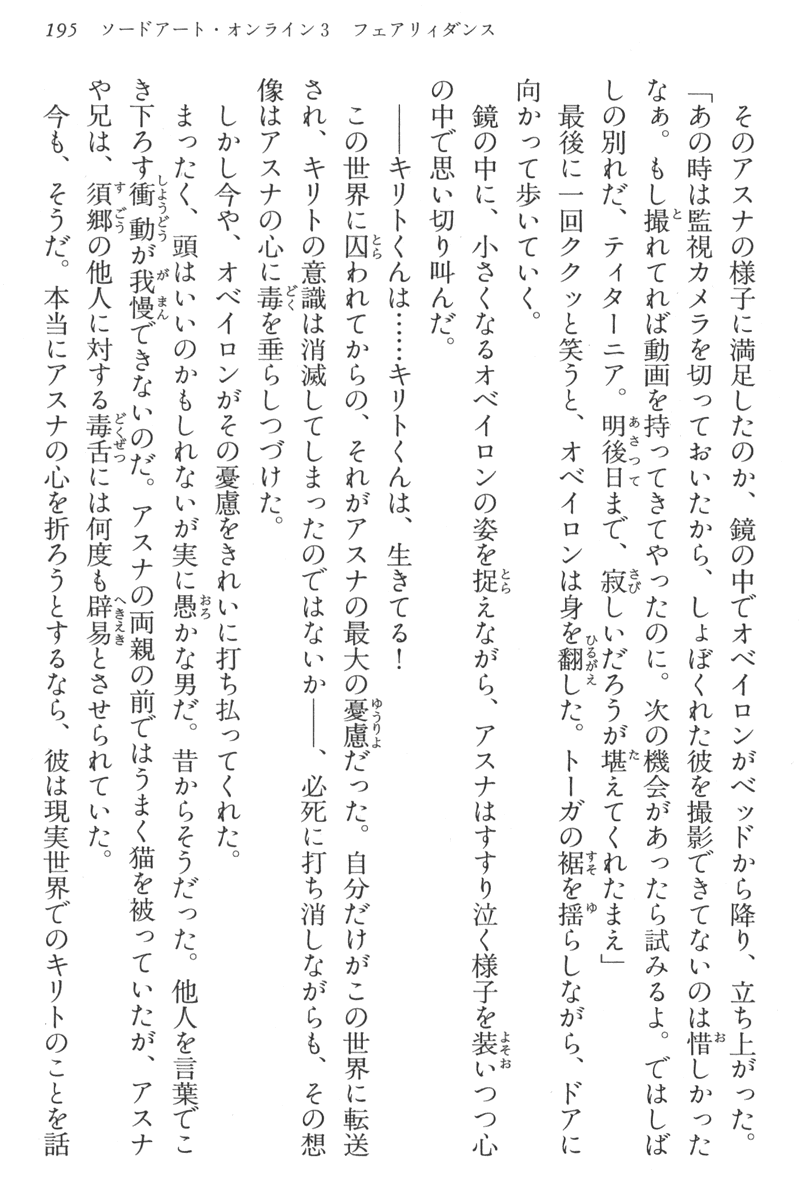 195　ソードアート・オンライン3　フェアリィダンス
　そのアスナの様子に満足したのか、鏡の中でオベイロンがベッドから降り、立ち上がった。
「あの時は監視カメラを切っておいたから、しょぼくれた彼を撮影できてないのは惜しかった
なぁ。もし撮れてれば動画を持ってきてやったのに。次の機会があったら試みるよ。ではしば
しの別れだ、ティターニア。明後日まで、寂しいだろうが堪えてくれたまえ」
　最後に一回ククッと笑うと、オベイロンは身を翻した。トーガの裾を揺らしながら、ドアに
向かって歩いていく。
　鏡の中に、小さくなるオベイロンの姿を捉えながら、アスナはすすり泣く様子を装いつつ心
の中で思い切り叫んだ。
　――キリトくんは……キリトくんは、生きてる！
　この世界に囚われてからの、それがアスナの最大の憂慮だった。自分だけがこの世界に転送
され、キリトの意識は消滅してしまったのではないか――、必死に打ち消しながらも、その想
像はアスナの心に毒を垂らしつづけた。
　しかし今や、オベイロンがその憂慮をきれいに打ち払ってくれた。
　まったく、頭はいいのかもしれないが実に愚かな男だ。昔からそうだった。他人を言葉でこ
き下ろす衝動が我慢できないのだ。アスナの両親の前ではうまく猫を被っていたが、アスナ
や兄は、須郷の他人に対する毒舌には何度も辟易とさせられていた。
　今も、そうだ。本当にアスナの心を折ろうとするなら、彼は現実世界でのキリトのことを話